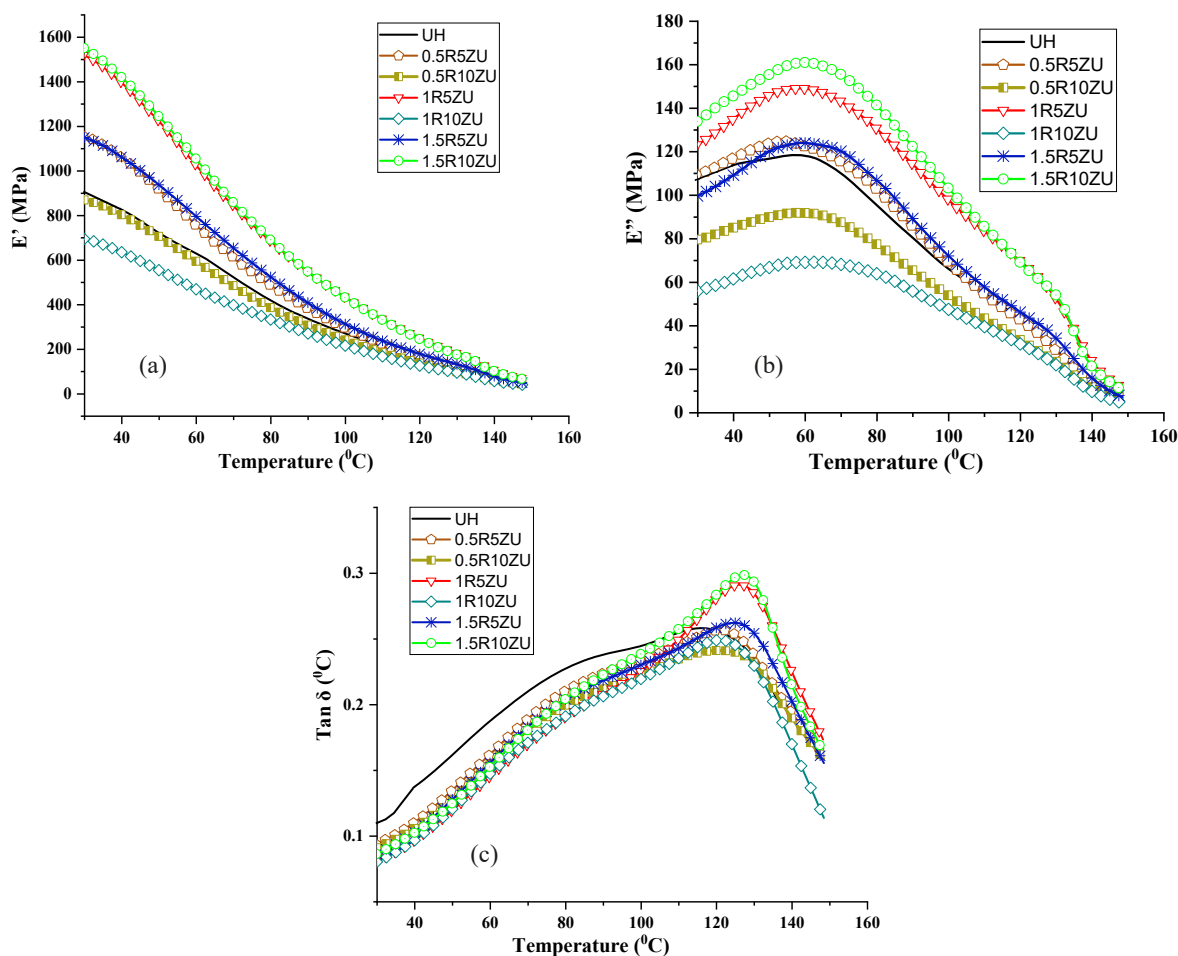 UH
0.5R5ZU
0.5R10ZU
1R5ZU
1R10ZU
1.5R5ZU
1.5R10ZU
1600
1400
1200
1000
800
600
400
200
0
40 60 80 100 120 140 160
E’ (MPa)
Temperature (⁰C)
(a)
UH
0.5R5ZU
0.5R10ZU
1R5ZU
1R10ZU
1.5R5ZU
1.5R10ZU
160
140
120
100
80
60
40
20
0
40 60 80 100 120 140 160
E” (MPa)
Temperature (⁰C)
(b)
UH
0.5R5ZU
0.5R10ZU
1R5ZU
1R10ZU
1.5R5ZU
1.5R10ZU
0.3
0.2
0.1
40 60 80 100 120 140 160
Tan δ (⁰C)
Temperature (⁰C)
(c)